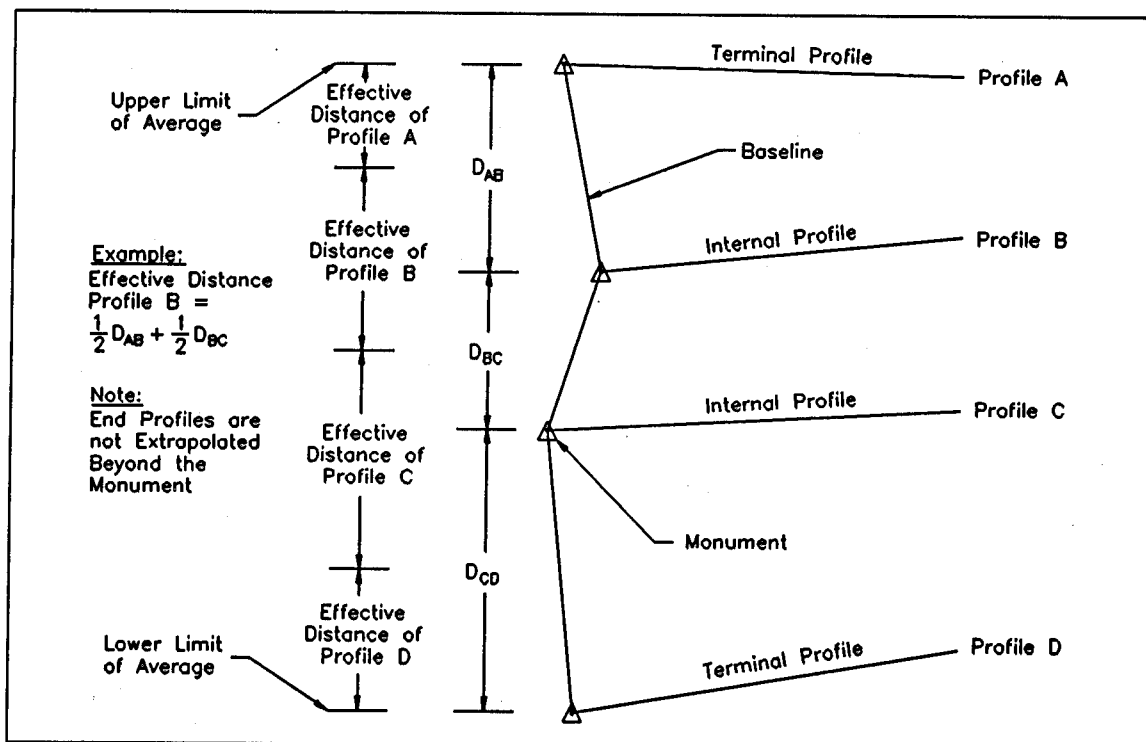 Upper Limit
of Average
Effective
Distance of
Profile A
Effective
Distance of
Profile B
Example:
Effective Distance
Profile B =
1/2 D_AB + 1/2 D_BC
Note:
End Profiles are
not Extrapolated
Beyond the
Monument
Effective
Distance of
Profile C
Effective
Distance of
Profile D
Lower Limit
of Average
D_AB
D_BC
D_CD
Terminal Profile
Profile A
Baseline
Internal Profile
Profile B
Internal Profile
Profile C
Monument
Terminal Profile
Profile D